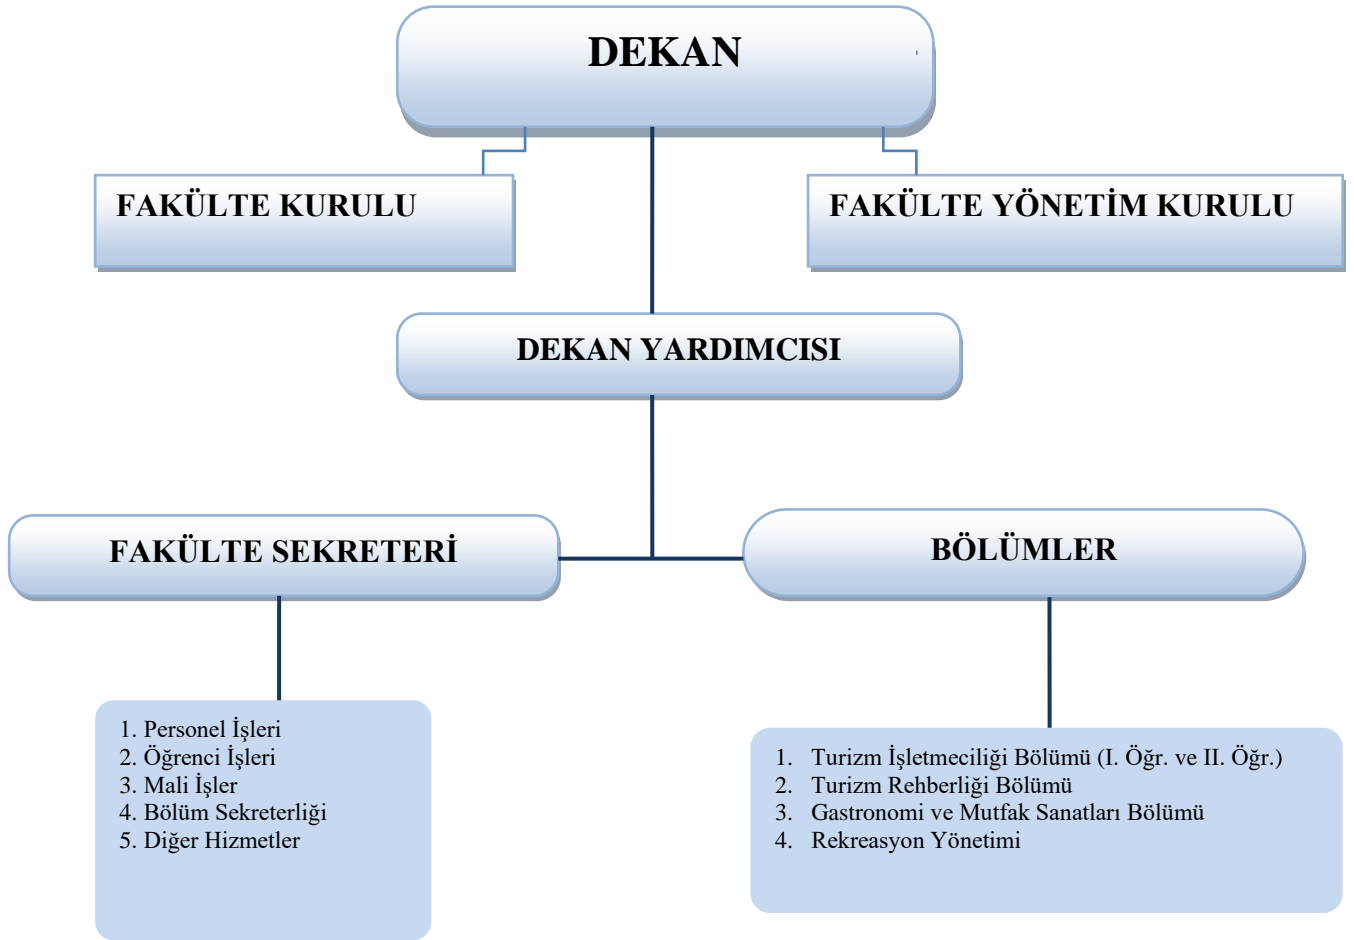 DEKAN
FAKÜLTE KURULU
FAKÜLTE YÖNETİM KURULU
DEKAN YARDIMCISI
FAKÜLTE SEKRETERİ
BÖLÜMLER
1. Personel İşleri
2. Öğrenci İşleri
3. Mali İşler
4. Bölüm Sekreterliği
5. Diğer Hizmetler
1. Turizm İşletmeciliği Bölümü (I. Öğr. ve II. Öğr.)
2. Turizm Rehberliği Bölümü
3. Gastronomi ve Mutfak Sanatları Bölümü
4. Rekreasyon Yönetimi